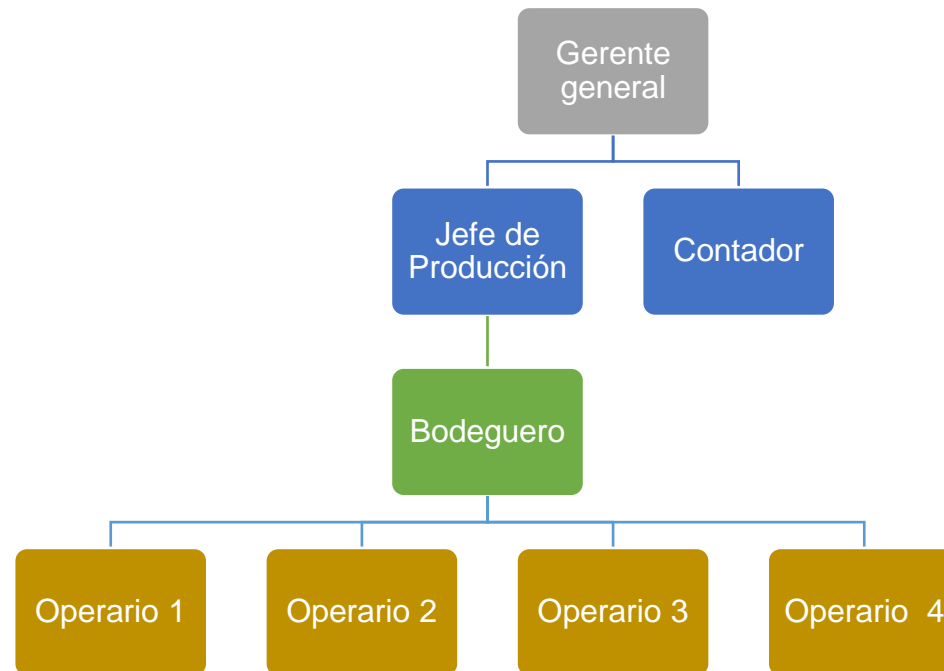 Gerente
general
Jefe de
Producción
Contador
Bodeguero
Operario 1
Operario 2
Operario 3
Operario  4